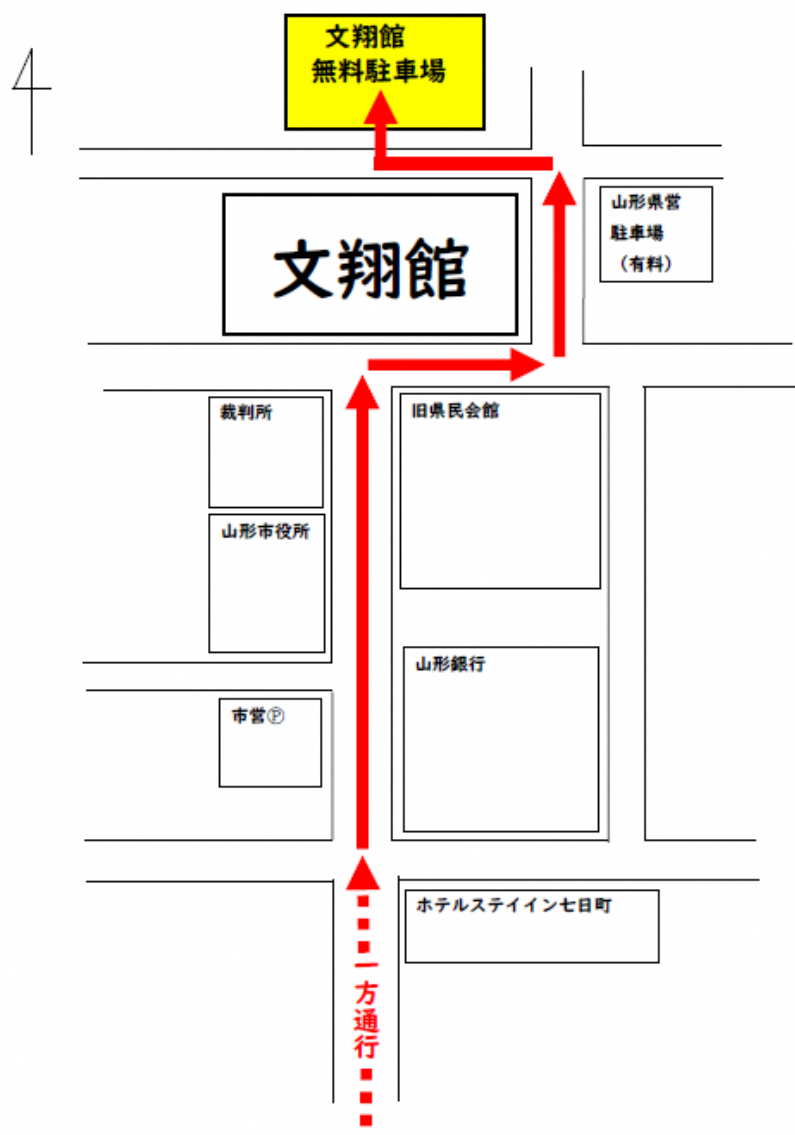 文翔館
無料駐車場
山形県営
駐車場
（有料）
文翔館
裁判所
旧県民会館
山形市役所
山形銀行
市営Ⓟ
ホテルステイイン七日町
一方通行